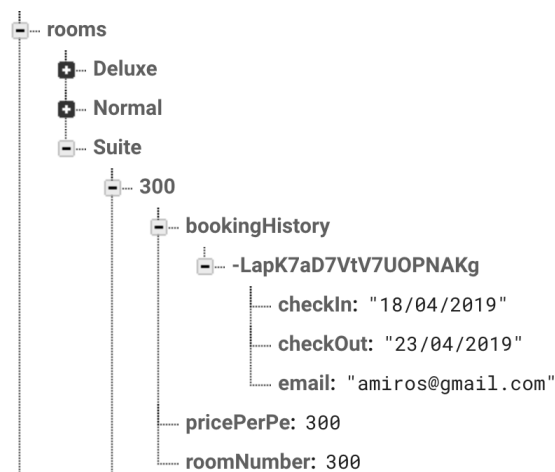 rooms
Deluxe
Normal
Suite
300
bookingHistory
-LapK7aD7VtV7UOPNAKg
checkIn: "18/04/2019"
checkOut: "23/04/2019"
email: "amiros@gmail.com"
pricePerPe: 300
roomNumber: 300